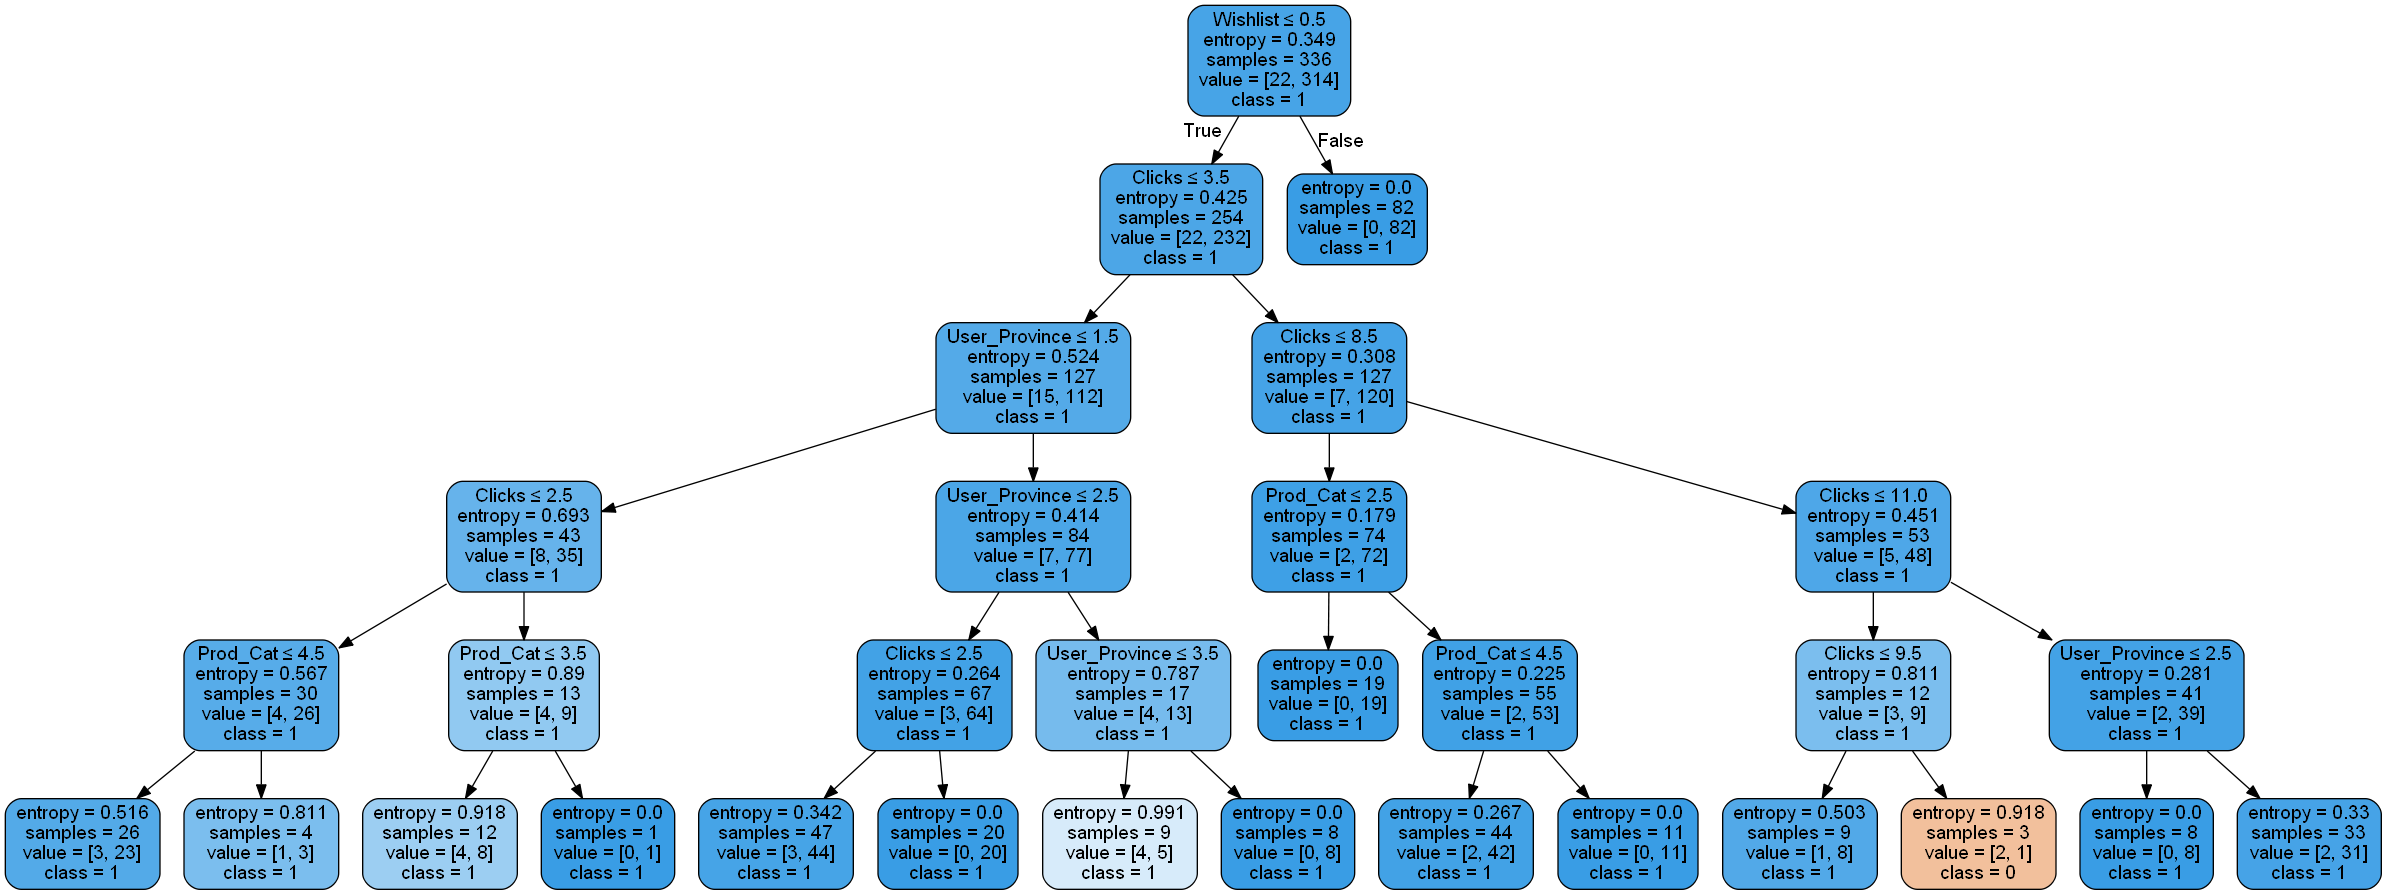 Wishlist ≤ 0.5
entropy = 0.349
samples = 336
value = [22, 314]
class = 1
True
False
Clicks ≤ 3.5
entropy = 0.425
samples = 254
value = [22, 232]
class = 1
entropy = 0.0
samples = 82
value = [0, 82]
class = 1
User_Province ≤ 1.5
entropy = 0.524
samples = 127
value = [15, 112]
class = 1
Clicks ≤ 8.5
entropy = 0.308
samples = 127
value = [7, 120]
class = 1
Clicks ≤ 2.5
entropy = 0.693
samples = 43
value = [8, 35]
class = 1
User_Province ≤ 2.5
entropy = 0.414
samples = 84
value = [7, 77]
class = 1
Prod_Cat ≤ 2.5
entropy = 0.179
samples = 74
value = [2, 72]
class = 1
Clicks ≤ 11.0
entropy = 0.451
samples = 53
value = [5, 48]
class = 1
Prod_Cat ≤ 4.5
entropy = 0.567
samples = 30
value = [4, 26]
class = 1
Prod_Cat ≤ 3.5
entropy = 0.89
samples = 13
value = [4, 9]
class = 1
Clicks ≤ 2.5
entropy = 0.264
samples = 67
value = [3, 64]
class = 1
User_Province ≤ 3.5
entropy = 0.787
samples = 17
value = [4, 13]
class = 1
entropy = 0.0
samples = 19
value = [0, 19]
class = 1
Prod_Cat ≤ 4.5
entropy = 0.225
samples = 55
value = [2, 53]
class = 1
Clicks ≤ 9.5
entropy = 0.811
samples = 12
value = [3, 9]
class = 1
User_Province ≤ 2.5
entropy = 0.281
samples = 41
value = [2, 39]
class = 1
entropy = 0.516
samples = 26
value = [3, 23]
class = 1
entropy = 0.811
samples = 4
value = [1, 3]
class = 1
entropy = 0.918
samples = 12
value = [4, 8]
class = 1
entropy = 0.0
samples = 1
value = [0, 1]
class = 1
entropy = 0.342
samples = 47
value = [3, 44]
class = 1
entropy = 0.0
samples = 20
value = [0, 20]
class = 1
entropy = 0.991
samples = 9
value = [4, 5]
class = 1
entropy = 0.0
samples = 8
value = [0, 8]
class = 1
entropy = 0.267
samples = 44
value = [2, 42]
class = 1
entropy = 0.0
samples = 11
value = [0, 11]
class = 1
entropy = 0.503
samples = 9
value = [1, 8]
class = 1
entropy = 0.918
samples = 3
value = [2, 1]
class = 0
entropy = 0.0
samples = 8
value = [0, 8]
class = 1
entropy = 0.33
samples = 33
value = [2, 31]
class = 1